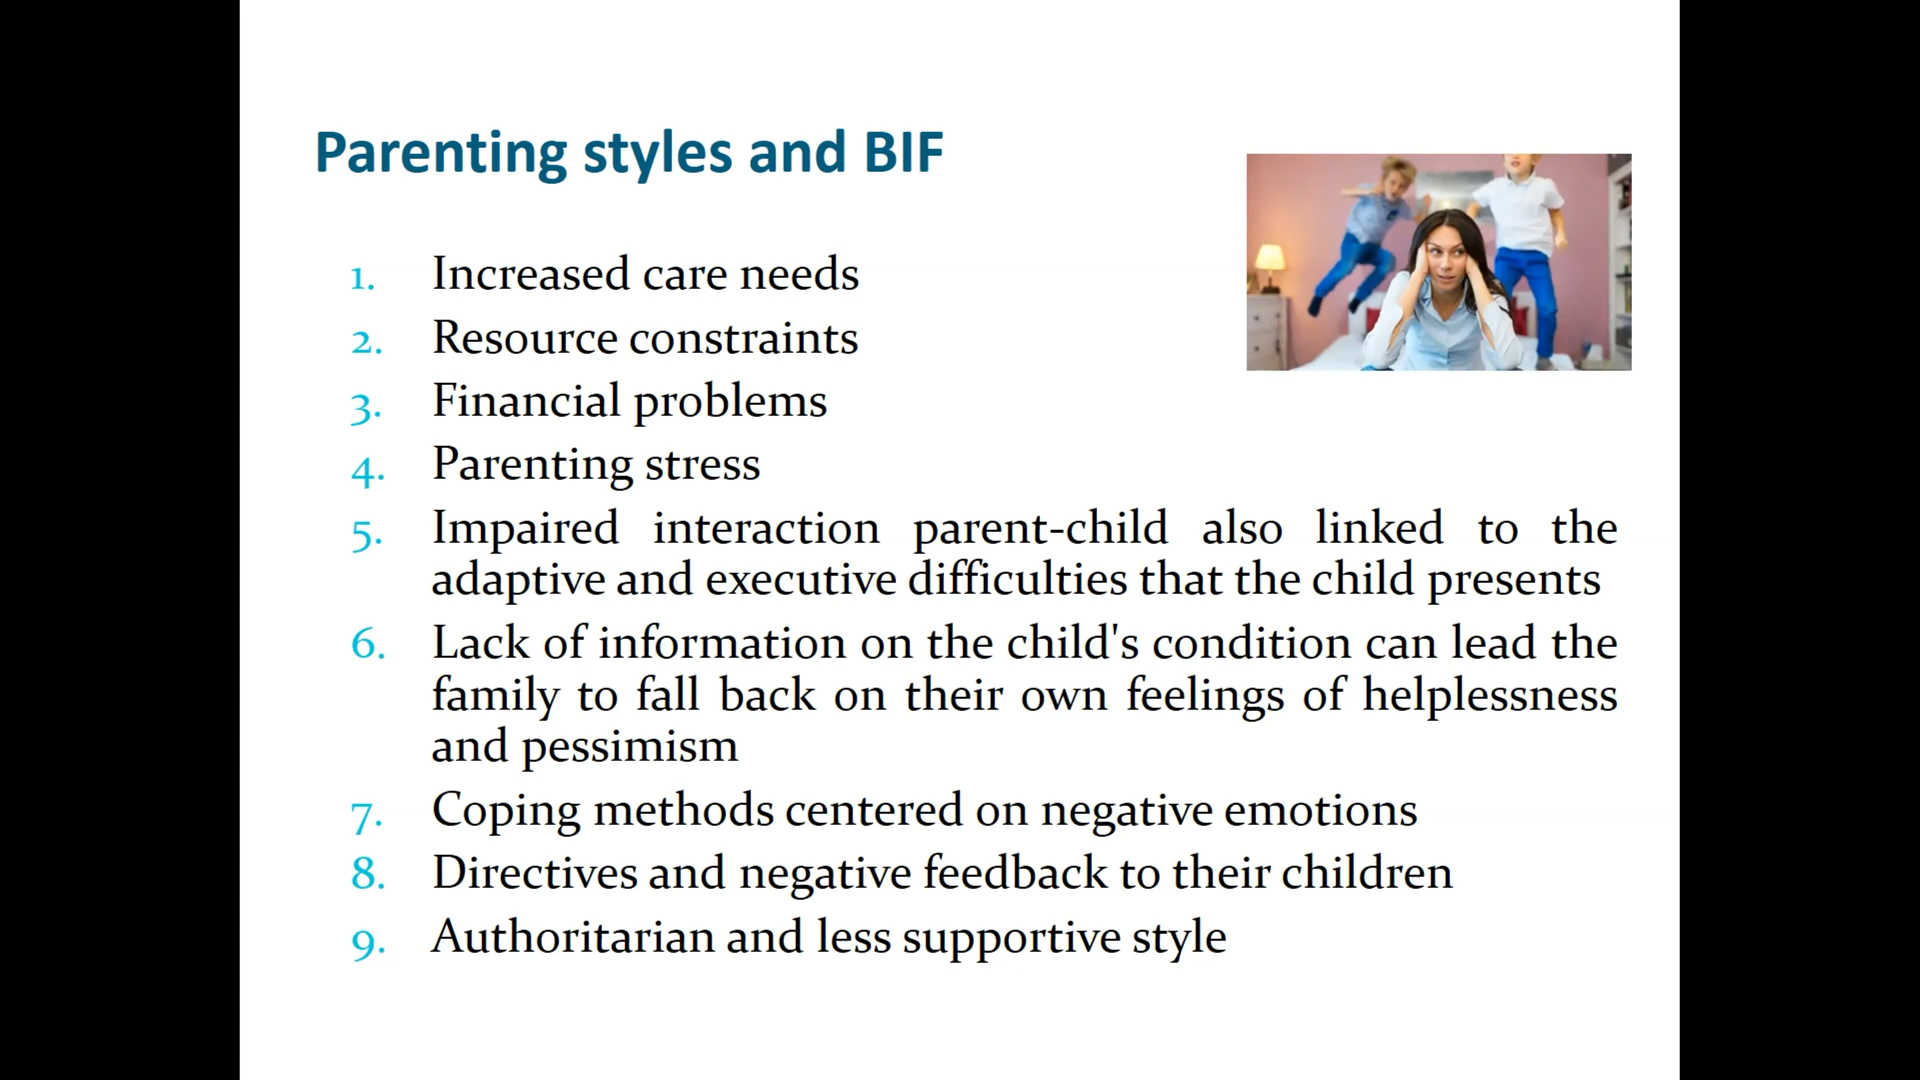 Parenting styles and BIF
1. Increased care needs
2. Resource constraints
3. Financial problems
4. Parenting stress
5. Impaired interaction parent-child also linked to the
adaptive and executive difficulties that the child presents
6. Lack of information on the child's condition can lead the
family to fall back on their own feelings of helplessness
and pessimism
7. Coping methods centered on negative emotions
8. Directives and negative feedback to their children
9. Authoritarian and less supportive style